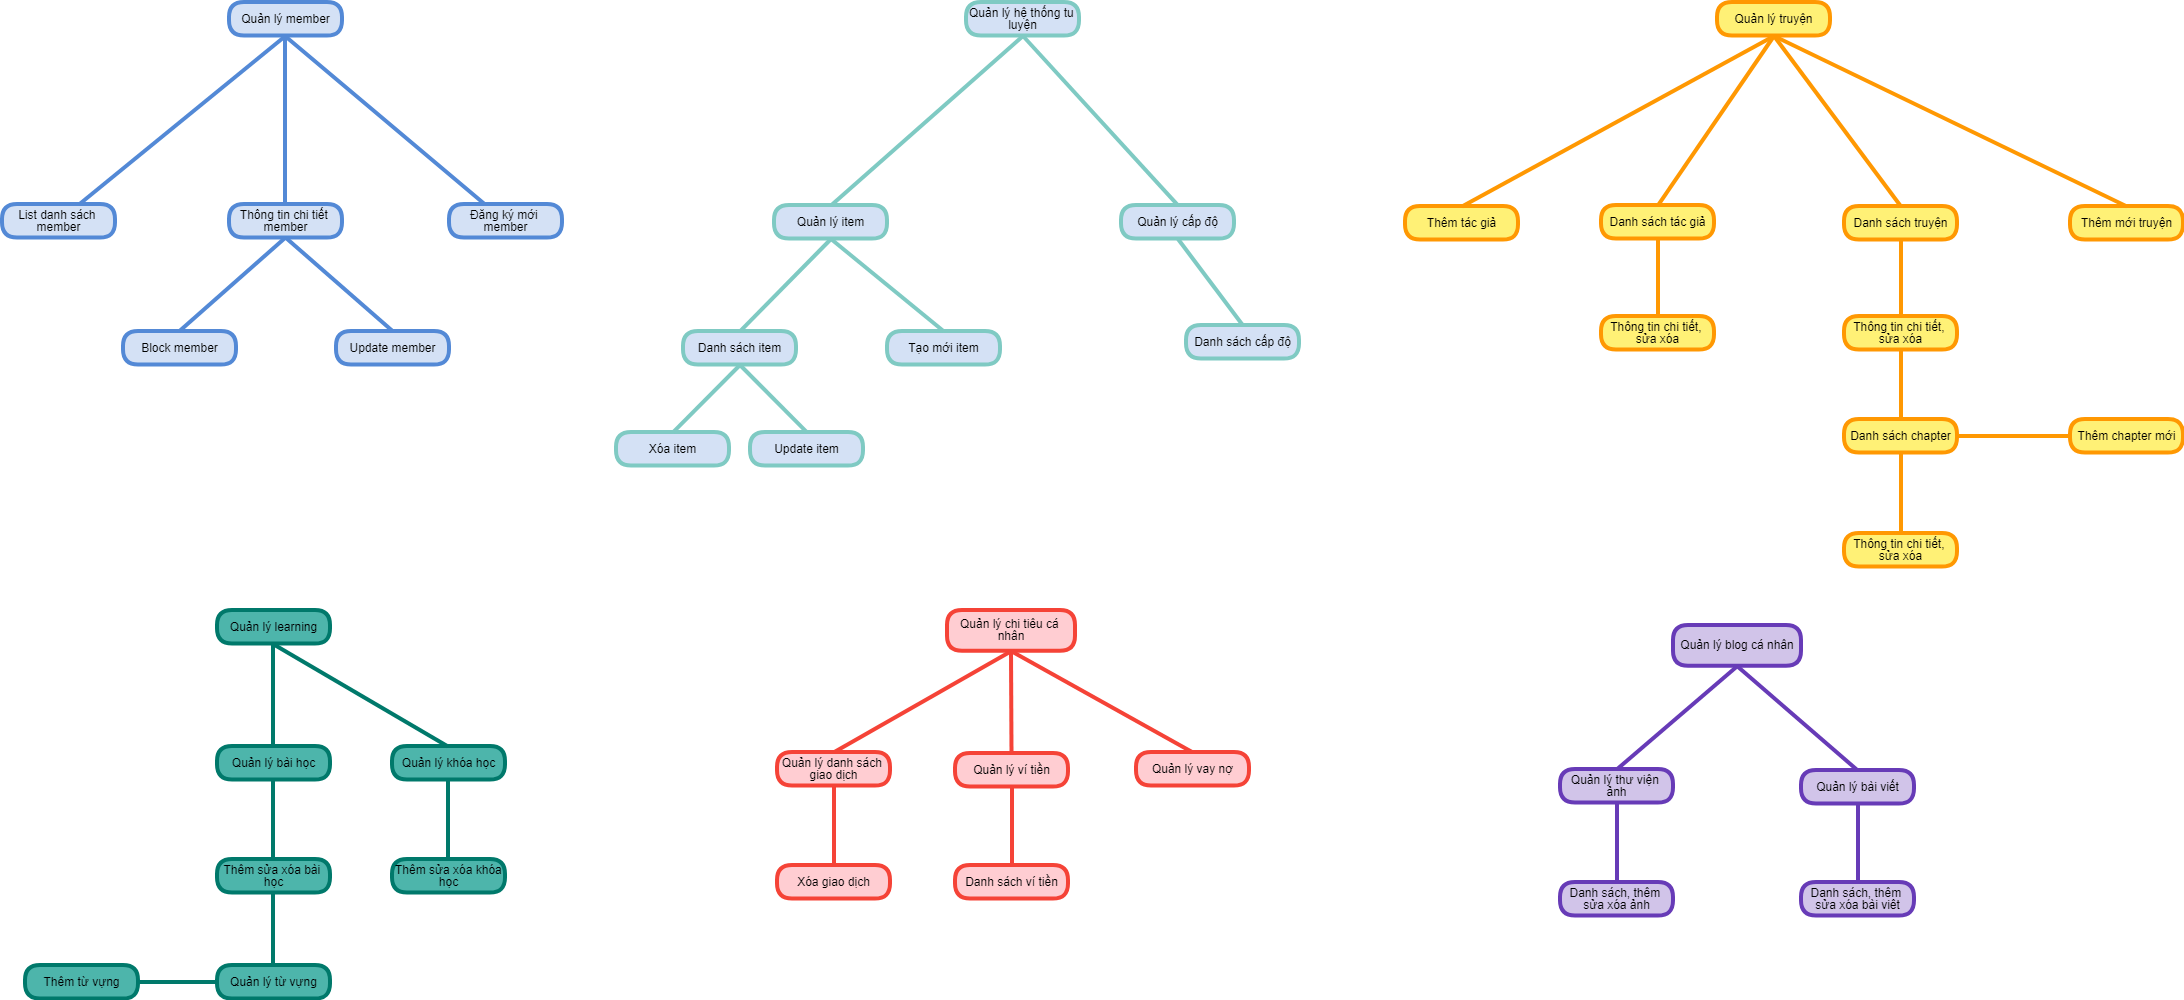 Quản lý member
List danh sách
member
Thông tin chi tiết
member
Đăng ký mới
member
Block member
Update member
Quản lý hệ thống tu
luyện
Quản lý item
Quản lý cấp độ
Danh sách item
Tạo mới item
Danh sách cấp độ
Xóa item
Update item
Quản lý truyện
Thêm tác giả
Danh sách tác giả
Danh sách truyện
Thêm mới truyện
Thông tin chi tiết,
sửa xóa
Thông tin chi tiết,
sửa xóa
Danh sách chapter
Thêm chapter mới
Thông tin chi tiết,
sửa xóa
Quản lý learning
Quản lý bài học
Quản lý khóa học
Thêm sửa xóa bài
học
Thêm sửa xóa khóa
học
Thêm từ vựng
Quản lý từ vựng
Quản lý chi tiêu cá
nhân
Quản lý danh sách
giao dịch
Quản lý ví tiền
Quản lý vay nợ
Xóa giao dịch
Danh sách ví tiền
Quản lý blog cá nhân
Quản lý thư viện
ảnh
Quản lý bài viết
Danh sách, thêm
sửa xóa ảnh
Danh sách, thêm
sửa xóa bài viêt